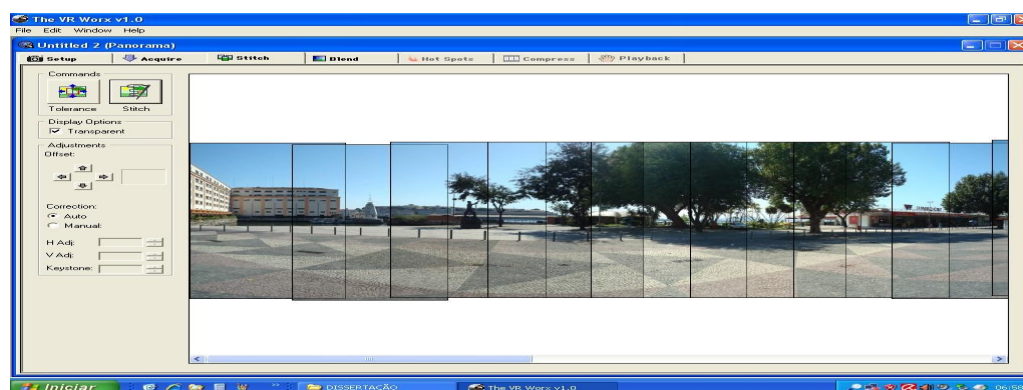 The VR Worx v1.0
File Edit Window Help
Untitled 2 (Panorama)
Setup Acquire Stitch Blend Hot Spots Compress Playback
Commands
Tolerance Stitch
Display Options
Transparent
Adjustments
Offset:
Correction:
Auto
Manual:
H Adj:
V Adj:
Keystone:
Iniciar DISSERTAÇÃO The VR Worx v1.0 06:50